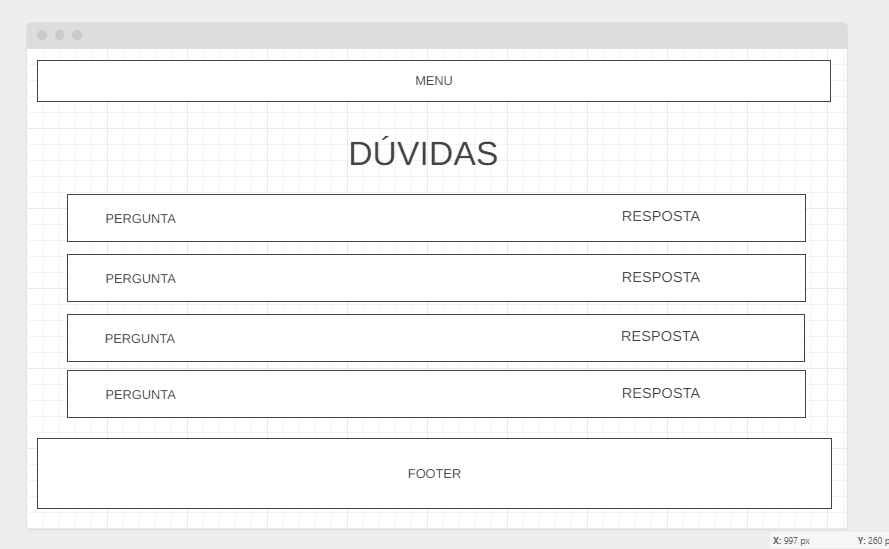 MENU
DÚVIDAS
PERGUNTA RESPOSTA
PERGUNTA RESPOSTA
PERGUNTA RESPOSTA
PERGUNTA RESPOSTA
FOOTER
X: 997 px Y: 260 p